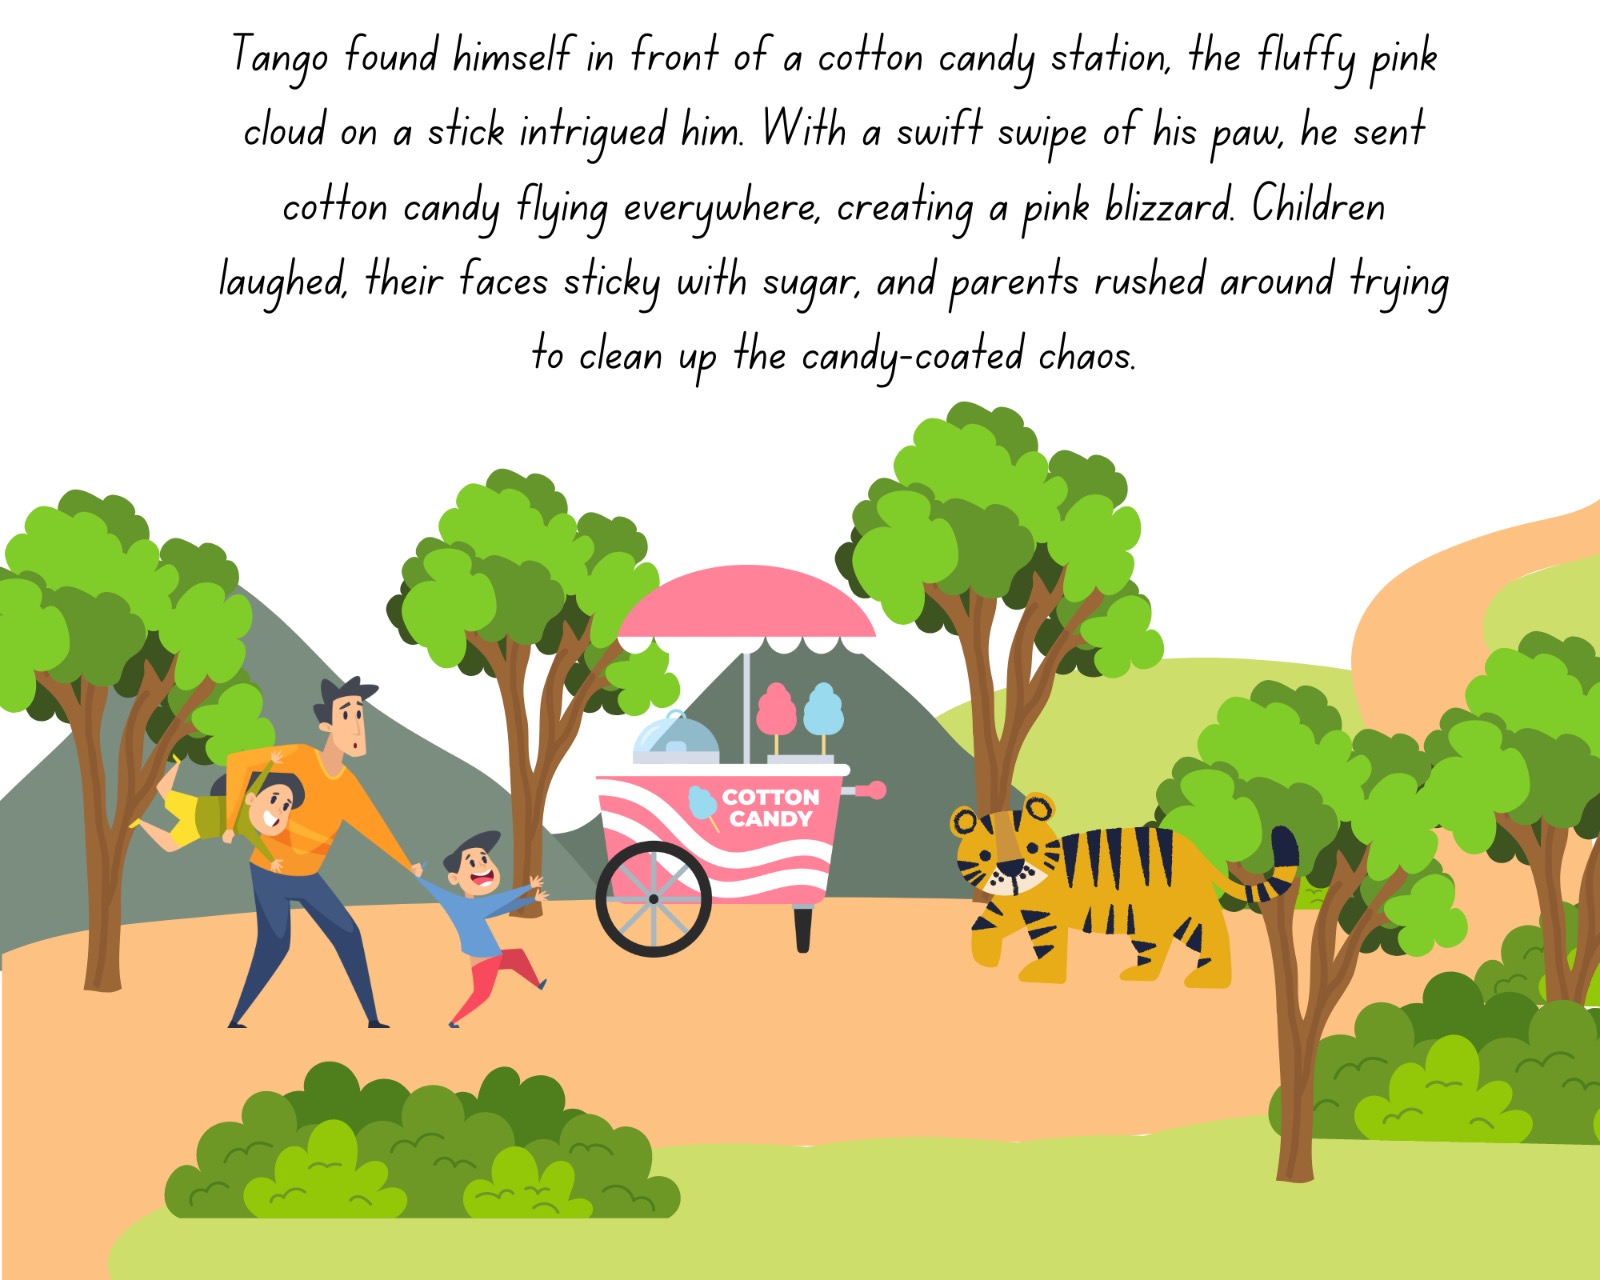 Tango found himself in front of a cotton candy station, the fluffy pink
cloud on a stick intrigued him. With a swift swipe of his paw, he sent
cotton candy flying everywhere, creating a pink blizzard. Children
laughed, their faces sticky with sugar, and parents rushed around trying
to clean up the candy-coated chaos.
COTTON
CANDY